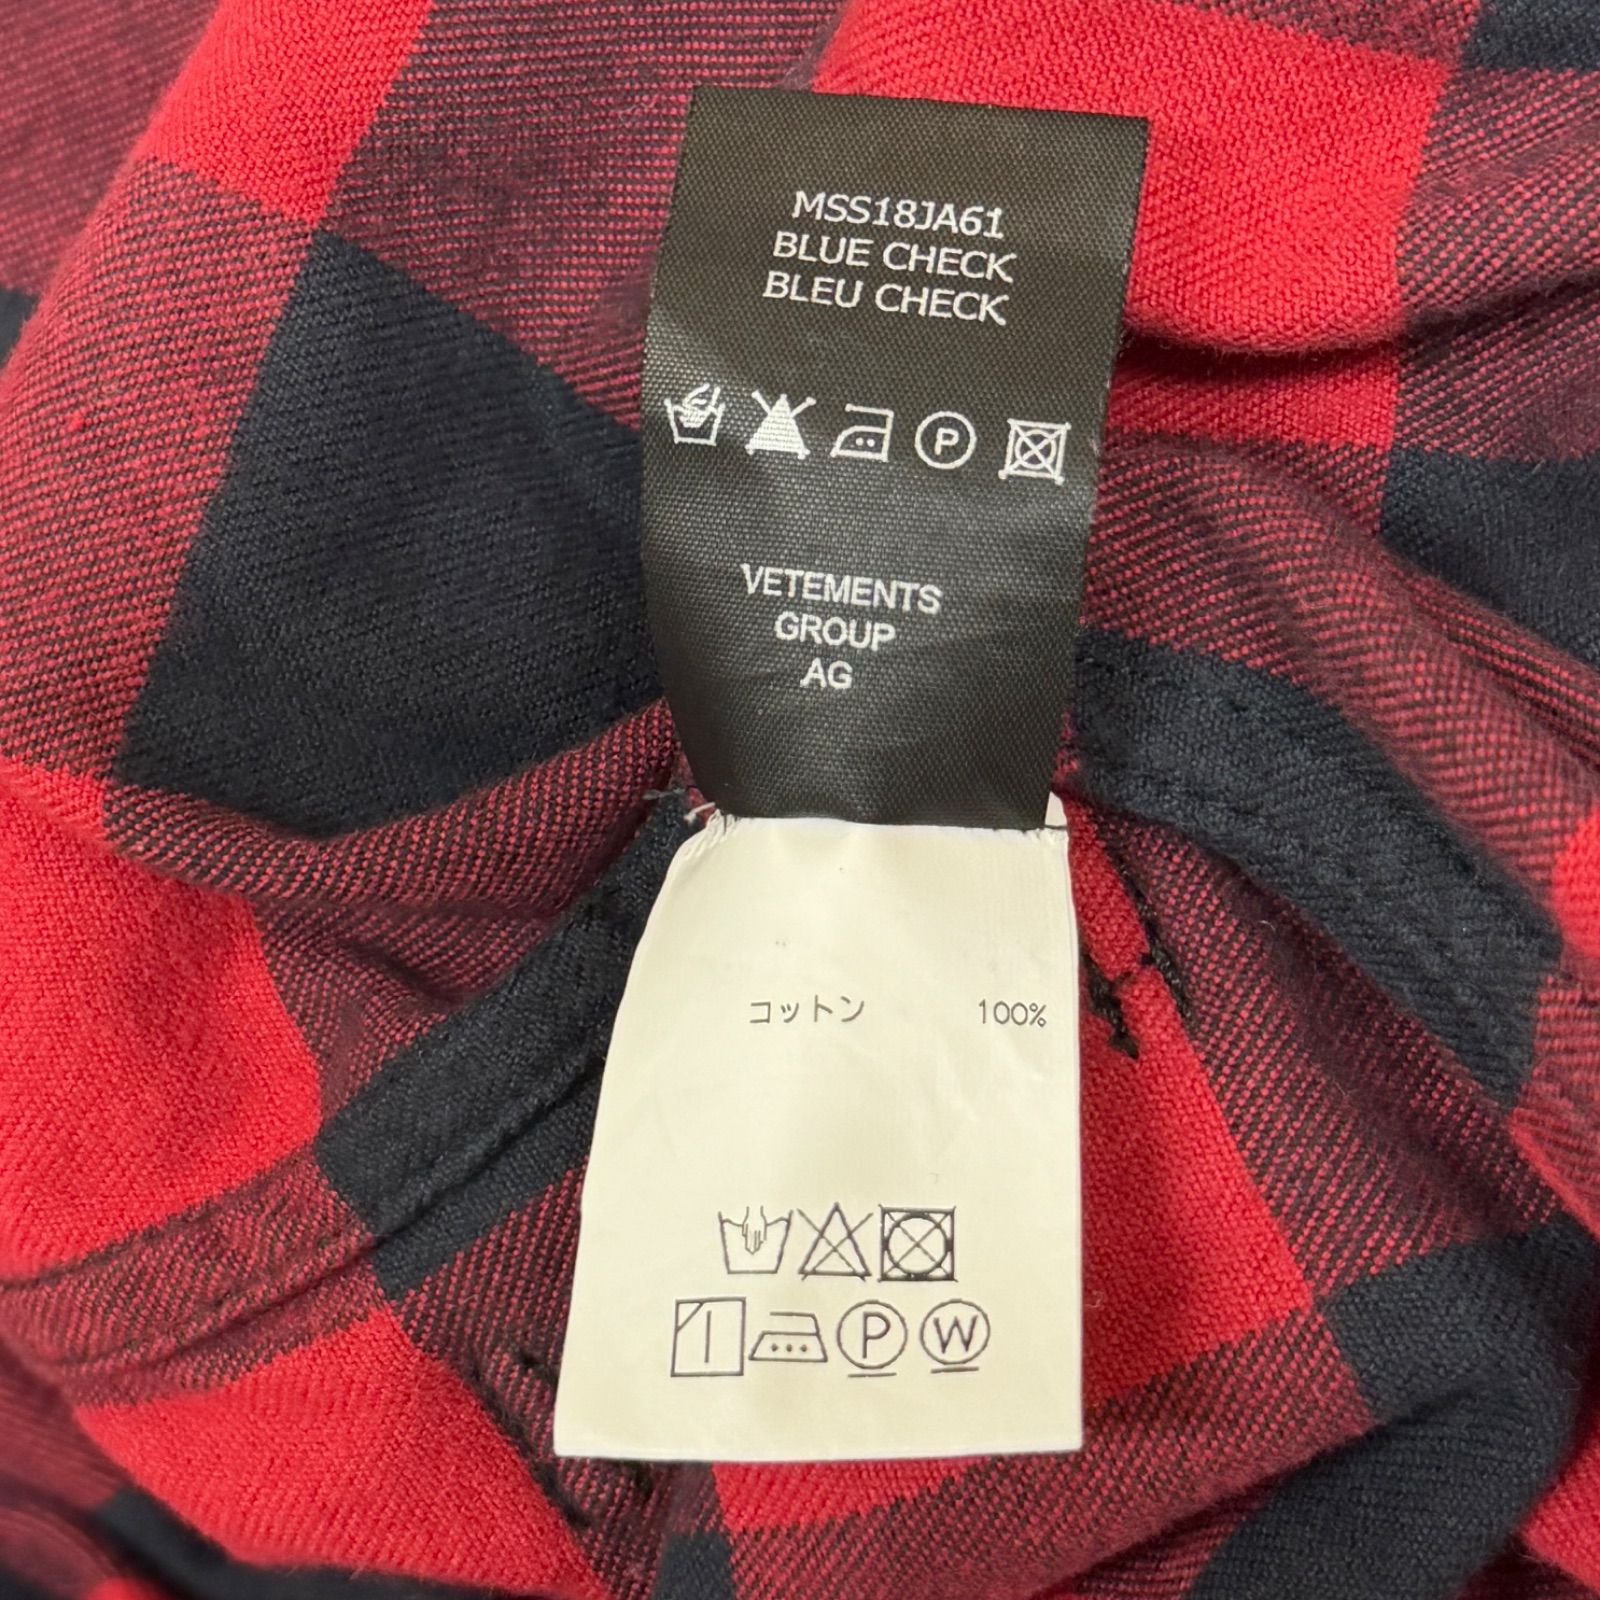 MSS18JA61
BLUE CHECK
BLEU CHECK
P
VETEMENTS
GROUP
AG
コットン 100%
P W